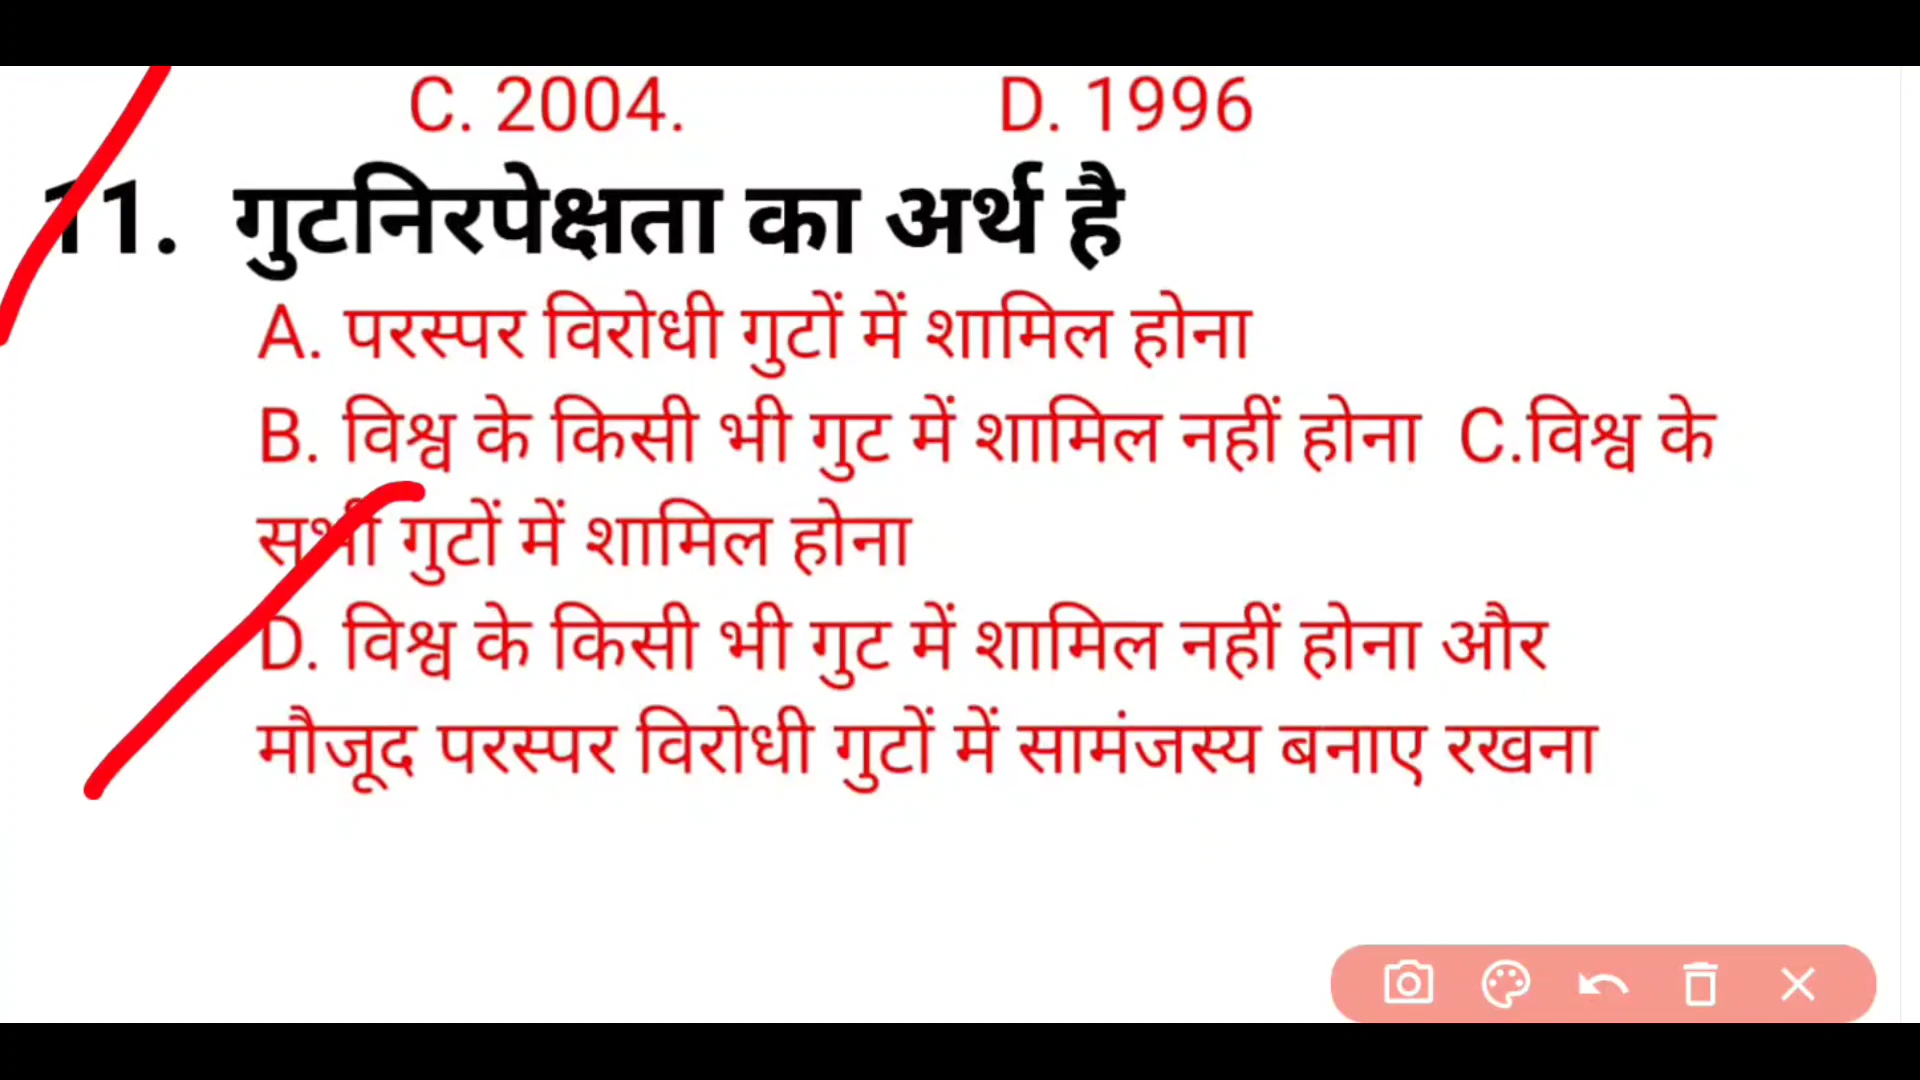 C. 2004. D. 1996
11. गुटनिरपेक्षता का अर्थ है
A. परस्पर विरोधी गुटों में शामिल होना
B. विश्व के किसी भी गुट में शामिल नहीं होना C.विश्व के
सभी गुटों में शामिल होना
D. विश्व के किसी भी गुट में शामिल नहीं होना और
मौजूद परस्पर विरोधी गुटों में सामंजस्य बनाए रखना